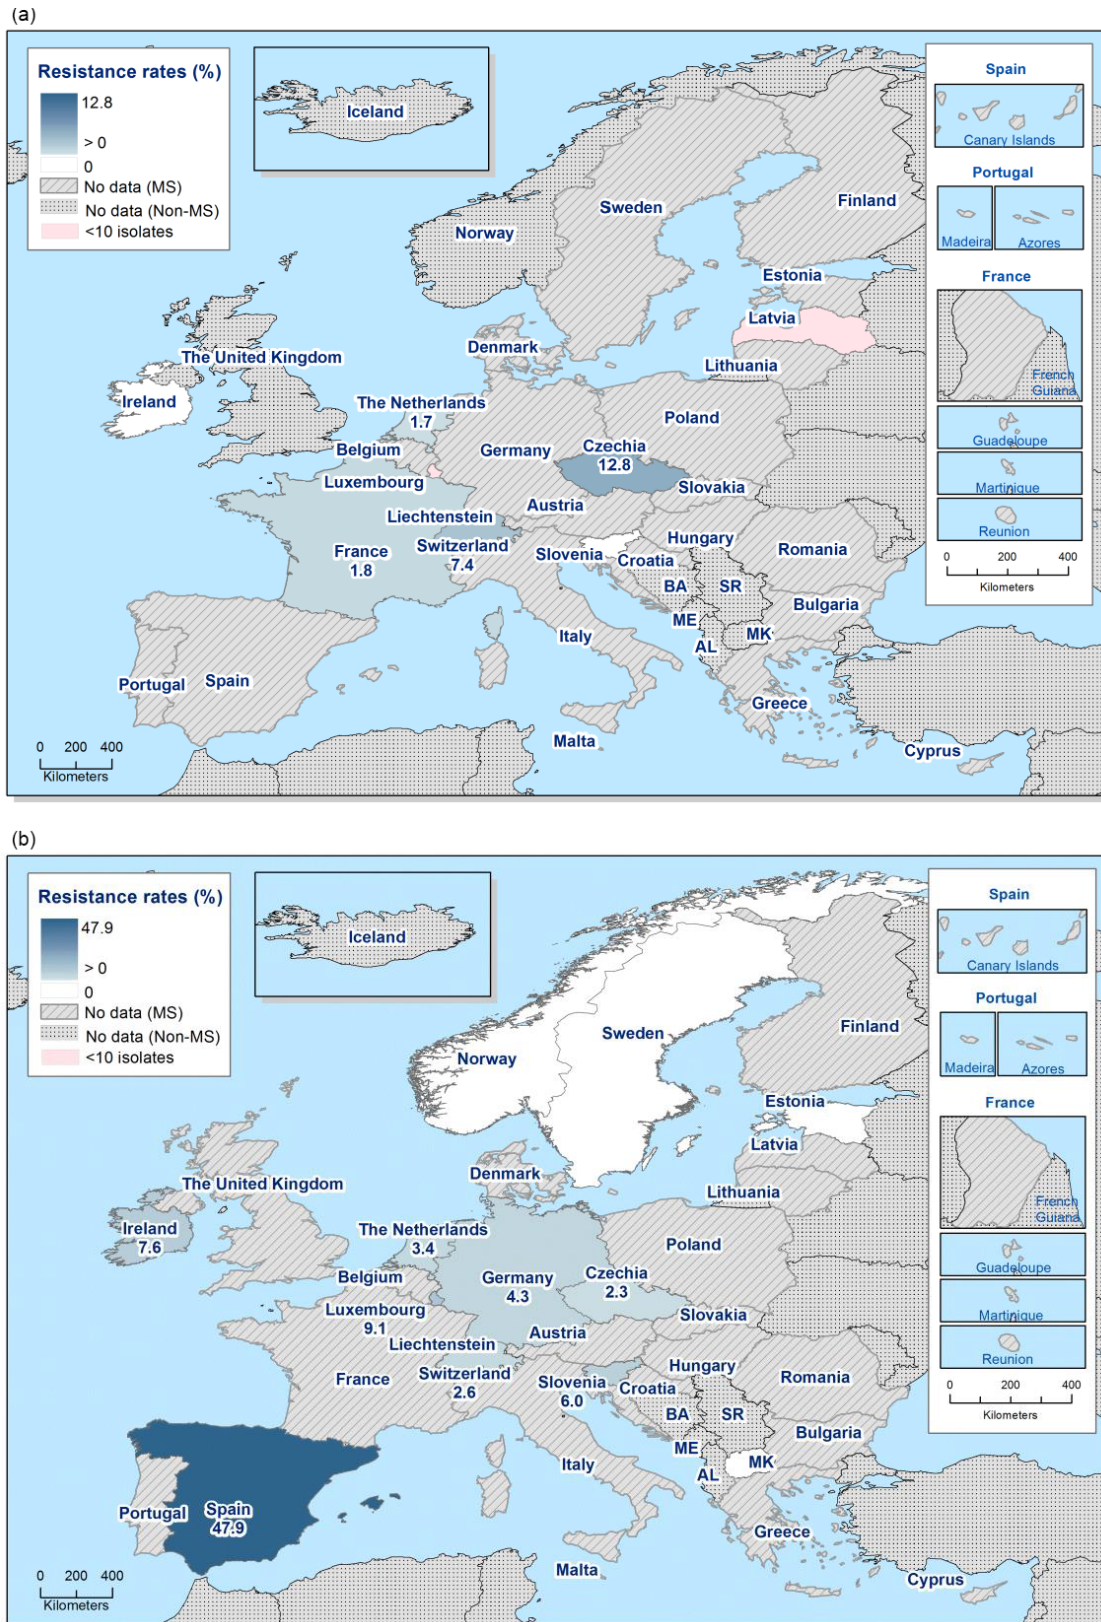 (a)
Resistance rates (%)
12.8
> 0
0
No data (MS)
No data (Non-MS)
<10 isolates
Iceland
Spain
Canary Islands
Portugal
Madeira
Azores
France
French
Guiana
Guadeloupe
Martinique
Reunion
0 200 400
Kilometers
Finland
Sweden
Norway
Estonia
Latvia
Lithuania
Denmark
The United Kingdom
Ireland
The Netherlands
1.7
Poland
Belgium
Germany
Czechia
12.8
Luxembourg
Slovakia
Liechtenstein
Austria
France
1.8
Switzerland
7.4
Slovenia
Hungary
Croatia
Romania
BA
SR
Bulgaria
ME
MK
Italy
AL
Portugal
Spain
Greece
Malta
Cyprus
0 200 400
Kilometers
(b)
Resistance rates (%)
47.9
> 0
0
No data (MS)
No data (Non-MS)
<10 isolates
Iceland
Spain
Canary Islands
Portugal
Madeira
Azores
France
French
Guiana
Guadeloupe
Martinique
Reunion
0 200 400
Kilometers
Finland
Sweden
Norway
Estonia
Latvia
Lithuania
Denmark
The United Kingdom
Ireland
7.6
The Netherlands
3.4
Poland
Belgium
Germany
4.3
Czechia
2.3
Luxembourg
9.1
Slovakia
Liechtenstein
Austria
France
Switzerland
2.6
Slovenia
6.0
Hungary
Croatia
Romania
BA
SR
Bulgaria
ME
MK
Italy
AL
Portugal
Spain
47.9
Greece
Malta
Cyprus
0 200 400
Kilometers